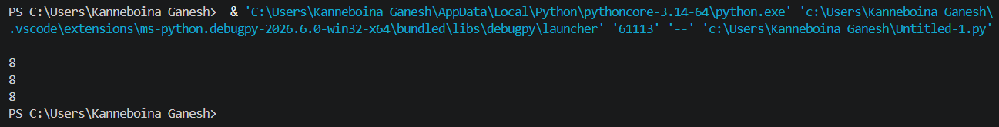 PS C:\Users\Kanneboina Ganesh>  & 'C:\Users\Kanneboina Ganesh\AppData\Local\Python\pythoncore-3.14-64\python.exe' 'c:\Users\Kanneboina Ganesh\
.vscode\extensions\ms-python.debugpy-2026.6.0-win32-x64\bundled\libs\debugpy\launcher' '61113' '--' 'c:\Users\Kanneboina Ganesh\Untitled-1.py'
8
8
8
PS C:\Users\Kanneboina Ganesh>